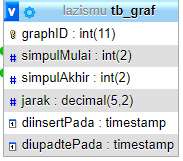 lazismu tb_graf
graphID : int(11)
# simpulMulai : int(2)
# simpulAkhir : int(2)
# jarak : decimal(5,2)
diinsertPada : timestamp
diupadtePada : timestamp